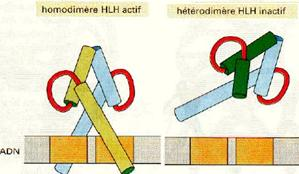 homodimère HLH actif
hétérodimère HLH inactif
ADN